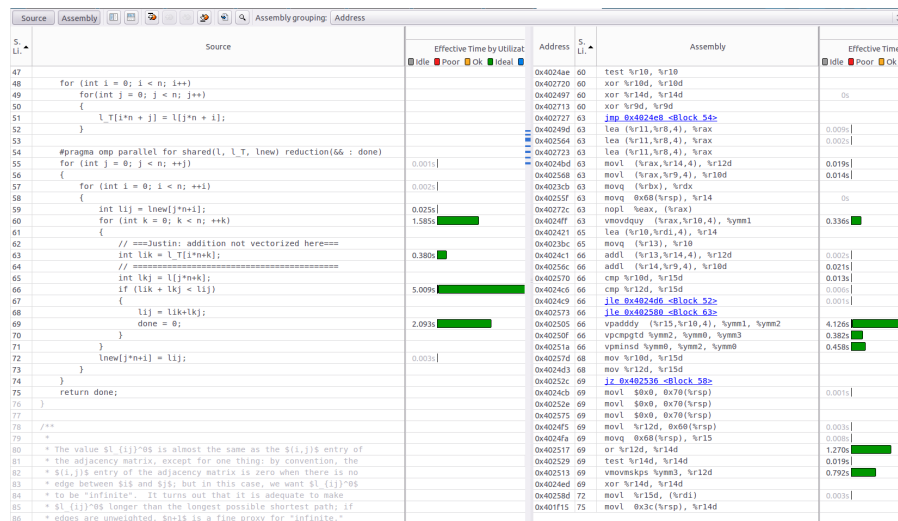 Source Assembly Assembly grouping: Address
S. Li. Source Effective Time by Utilizat Address S. Li. Assembly Effective Time
Idle Poor Ok Ideal Idle Poor Ok
47
48 for (int i = 0; i < n; i++)
49 for(int j = 0; j < n; j++)
50 {
51 l_T[i*n + j] = l[j*n + i];
52 }
53
54 #pragma omp parallel for shared(l, l_T, lnew) reduction(&& : done)
55 for (int j = 0; j < n; ++j) 0.001s
56 {
57 for (int i = 0; i < n; ++i) 0.002s
58 {
59 int lij = lnew[j*n+i]; 0.025s
60 for (int k = 0; k < n; ++k) 1.585s
61 {
62 // ===Justin: addition not vectorized here===
63 int lik = l_T[i*n+k]; 0.380s
64 // ==========================================
65 int lkj = l[j*n+k];
66 if (lik + lkj < lij) 5.009s
67 {
68 lij = lik+lkj;
69 done = 0; 2.093s
70 }
71 }
72 lnew[j*n+i] = lij; 0.003s
73 }
74 }
75 return done;
76 }
77
78 /**
79 *
80 * The value $l_{ij}^0$ is almost the same as the $(i,j)$ entry of
81 * the adjacency matrix, except for one thing: by convention, the
82 * $(i,j)$ entry of the adjacency matrix is zero when there is no
83 * edge between $i$ and $j$; but in this case, we want $l_{ij}^0$
84 * to be "infinite". It turns out that it is adequate to make
85 * $l_{ij}^0$ longer than the longest possible shortest path; if
86 * edges are unweighted, $n+1$ is a fine proxy for "infinite."
0x4024ae 60 test %r10, %r10
0x402720 60 xor %r10d, %r10d
0x402497 60 xor %r14d, %r14d 0s
0x402713 60 xor %r9d, %r9d
0x402727 63 jmp 0x4024e8 <Block 54>
0x40249d 63 lea (%r11,%r8,4), %rax 0.009s
0x402564 63 lea (%r11,%r8,4), %rax 0.002s
0x402723 63 lea (%r11,%r8,4), %rax
0x4024bd 63 movl (%rax,%r14,4), %r12d 0.019s
0x402568 63 movl (%rax,%r9,4), %r10d 0.014s
0x4023cb 63 movq (%rbx), %rdx
0x40255f 63 movq 0x68(%rsp), %r14 0s
0x40272c 63 nopl %eax, (%rax)
0x4024ff 63 vmovdquy (%rax,%r10,4), %ymm1 0.336s
0x402421 65 lea (%r10,%rdi,4), %r14
0x4023bc 65 movq (%r13), %r10
0x4024c1 66 addl (%r13,%r14,4), %r12d 0.002s
0x40256c 66 addl (%r14,%r9,4), %r10d 0.021s
0x402570 66 cmp %r10d, %r15d 0.013s
0x4024c6 66 cmp %r12d, %r15d 0.006s
0x4024c9 66 jle 0x4024d6 <Block 52> 0.001s
0x402573 66 jle 0x402580 <Block 63>
0x402505 66 vpadddy (%r15,%r10,4), %ymm1, %ymm2 4.126s
0x40250f 66 vpcmpgtd %ymm2, %ymm0, %ymm3 0.382s
0x40251a 66 vpminsd %ymm0, %ymm2, %ymm0 0.458s
0x40257d 68 mov %r10d, %r15d
0x4024d3 68 mov %r12d, %r15d
0x40252c 69 jz 0x402536 <Block 58>
0x4024cb 69 movl $0x0, 0x70(%rsp) 0.001s
0x40252e 69 movl $0x0, 0x70(%rsp)
0x402575 69 movl $0x0, 0x70(%rsp)
0x4024f5 69 movl %r12d, 0x60(%rsp) 0.003s
0x4024fa 69 movq 0x68(%rsp), %r15 0.000s
0x402517 69 or %r12d, %r14d 1.270s
0x402529 69 test %r14d, %r14d 0.019s
0x402513 69 vmovmskps %ymm3, %r12d 0.792s
0x4024ed 69 xor %r14d, %r14d
0x40258d 72 movl %r15d, (%rdi) 0.003s
0x401f15 75 movl 0x3c(%rsp), %r14d